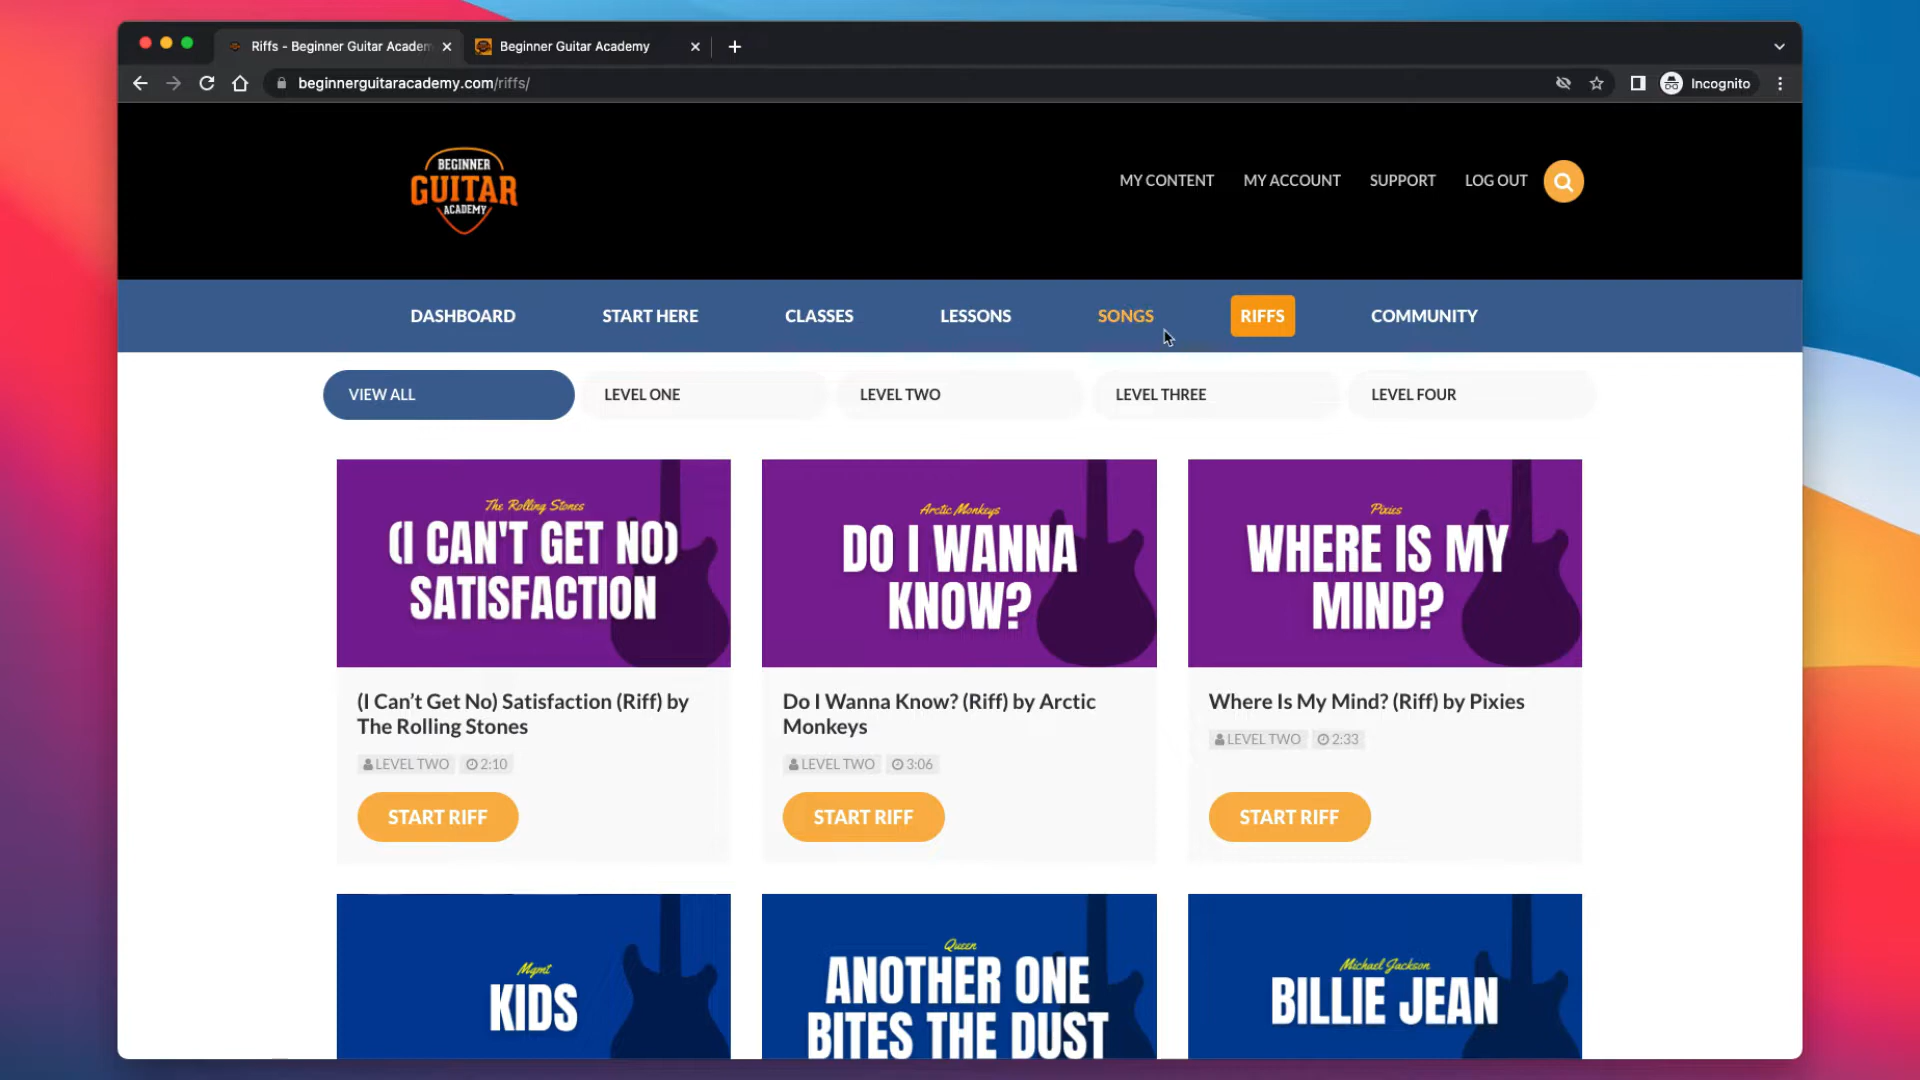 Riffs - Beginner Guitar Academ
Beginner Guitar Academy
beginnerguitaracademy.com/riffs/
Incognito
BEGINNER
GUITAR
ACADEMY
MY CONTENT
MY ACCOUNT
SUPPORT
LOG OUT
DASHBOARD
START HERE
CLASSES
LESSONS
SONGS
RIFFS
COMMUNITY
VIEW ALL
LEVEL ONE
LEVEL TWO
LEVEL THREE
LEVEL FOUR
The Rolling Stones
(I CAN'T GET NO)
SATISFACTION
(I Can’t Get No) Satisfaction (Riff) by
The Rolling Stones
LEVEL TWO
2:10
START RIFF
Arctic Monkeys
DO I WANNA
KNOW?
Do I Wanna Know? (Riff) by Arctic
Monkeys
LEVEL TWO
3:06
START RIFF
Pixies
WHERE IS MY
MIND?
Where Is My Mind? (Riff) by Pixies
LEVEL TWO
2:33
START RIFF
Mgmt
KIDS
Queen
ANOTHER ONE
BITES THE DUST
Michael Jackson
BILLIE JEAN